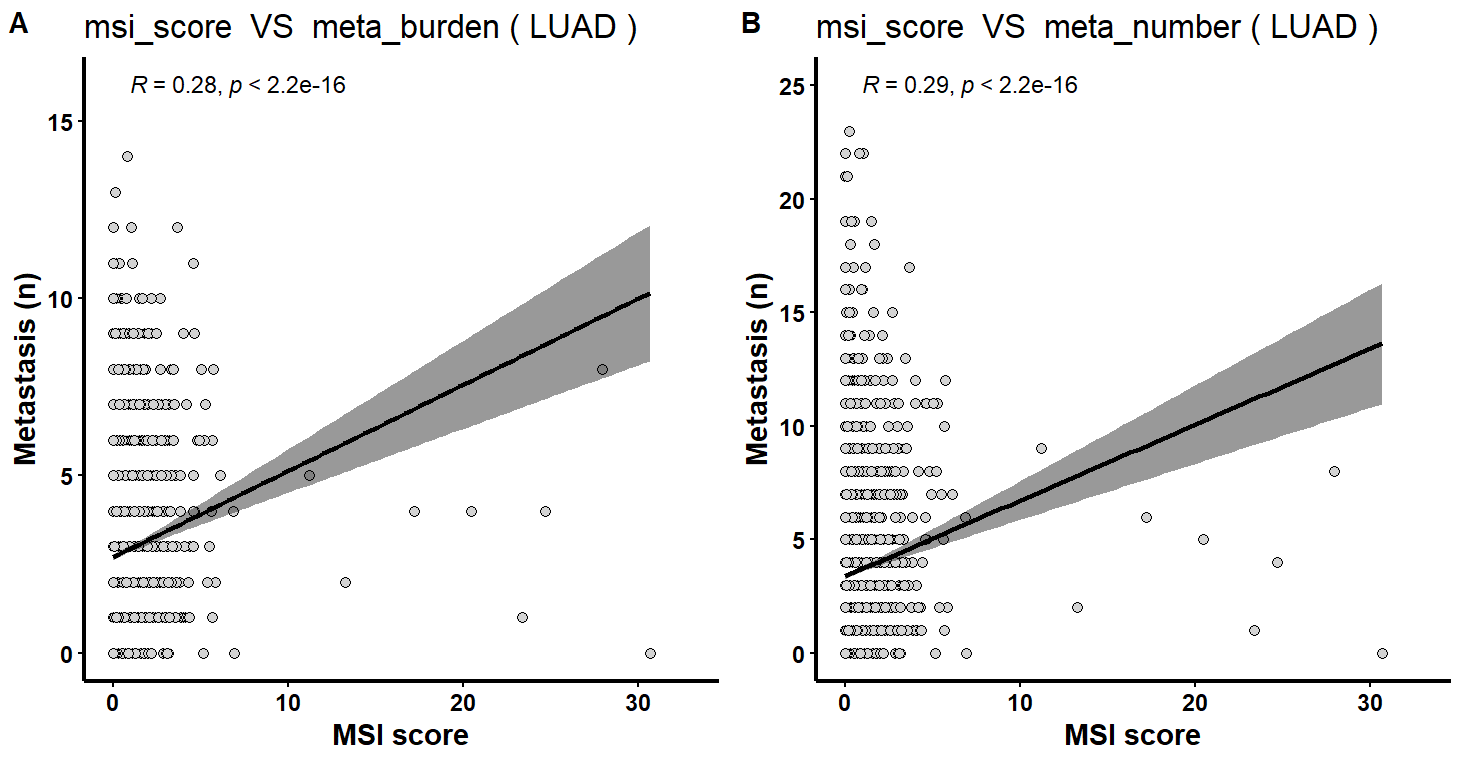 A
msi_score VS meta_burden ( LUAD )
R = 0.28, p < 2.2e-16
15
10
5
0
Metastasis (n)
0 10 20 30
MSI score
B
msi_score VS meta_number ( LUAD )
R = 0.29, p < 2.2e-16
25
20
15
10
5
0
Metastasis (n)
0 10 20 30
MSI score